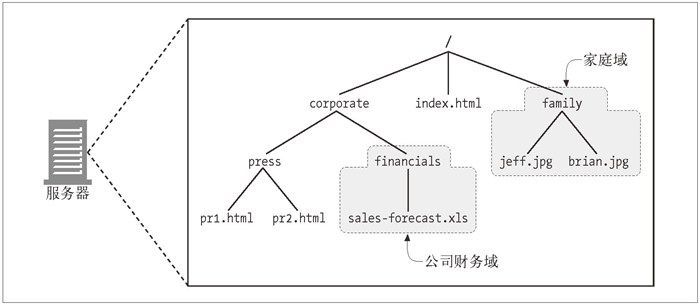 /
家庭域
corporate
index.html
family
服务器
press
financials
jeff.jpg
brian.jpg
pr1.html
pr2.html
sales-forecast.xls
公司财务域